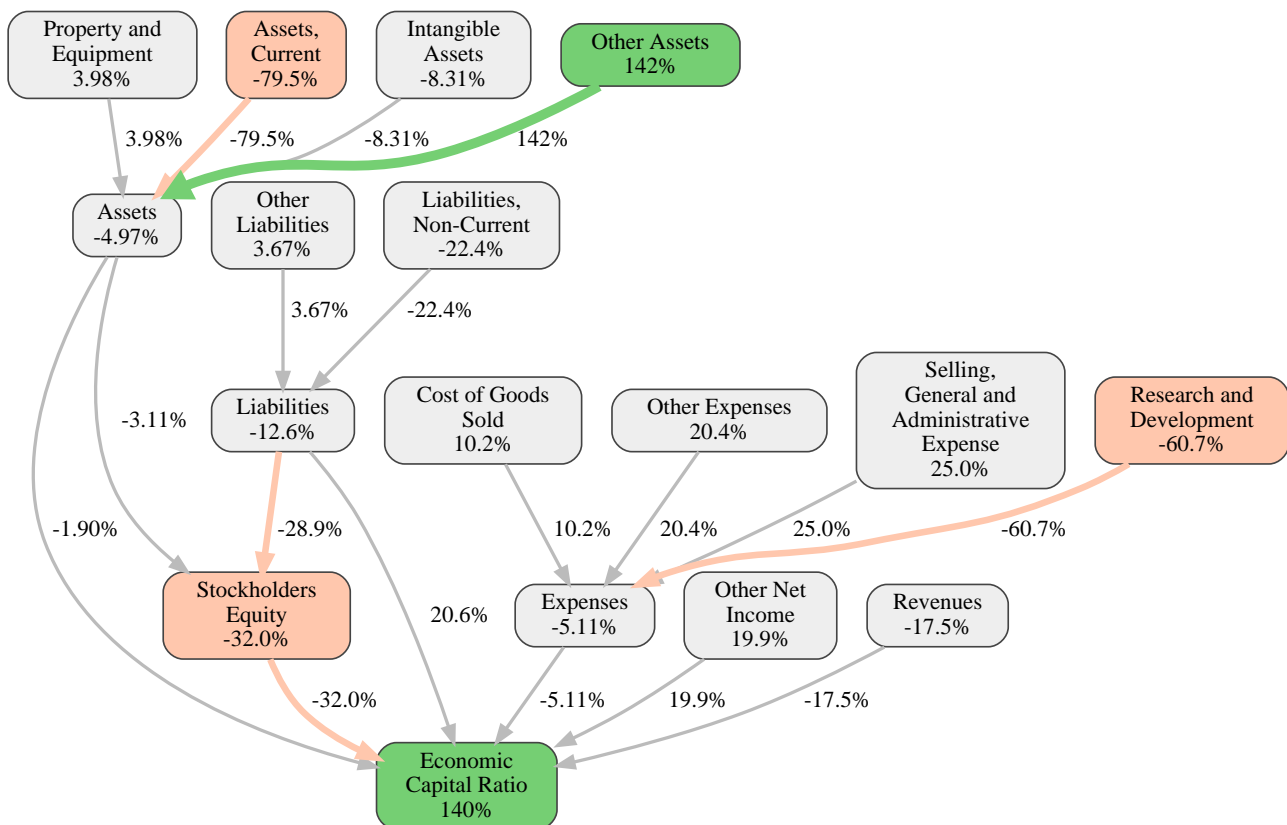 Property and
Equipment
3.98%
Assets,
Current
-79.5%
Intangible
Assets
-8.31%
Other Assets
142%
3.98%
-79.5%
-8.31%
142%
Assets
-4.97%
Other
Liabilities
3.67%
Liabilities,
Non-Current
-22.4%
3.67%
-22.4%
Liabilities
-12.6%
Cost of Goods
Sold
10.2%
Other Expenses
20.4%
Selling,
General and
Administrative
Expense
25.0%
Research and
Development
-60.7%
-3.11%
-1.90%
-28.9%
10.2%
20.4%
25.0%
-60.7%
Stockholders
Equity
-32.0%
20.6%
Expenses
-5.11%
Other Net
Income
19.9%
Revenues
-17.5%
-32.0%
-5.11%
19.9%
-17.5%
Economic
Capital Ratio
140%